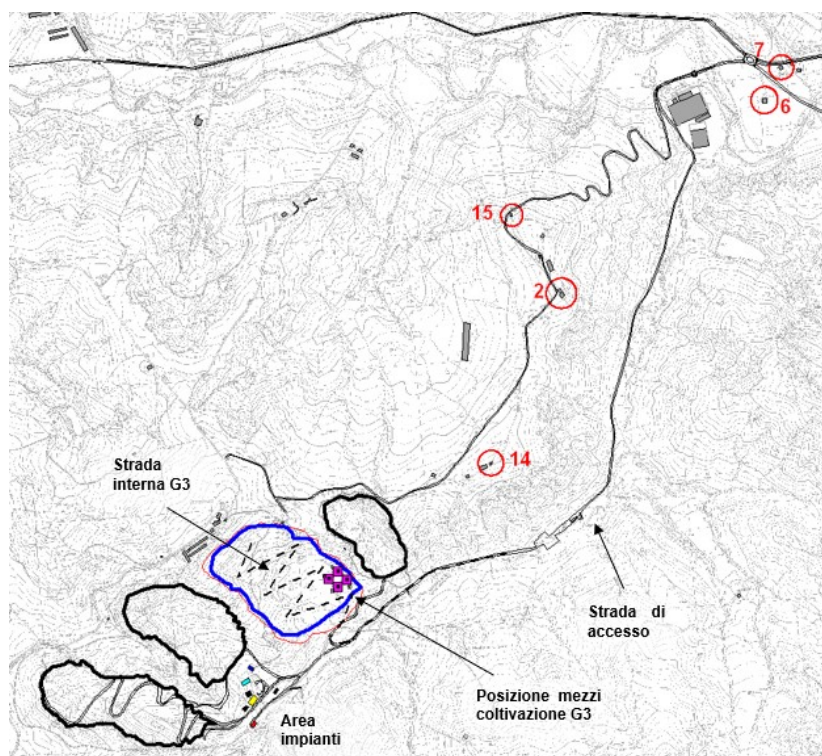 7
6
15
2
14
Strada
interna G3
Strada di
accesso
Posizione mezzi
coltivazione G3
Area
impianti